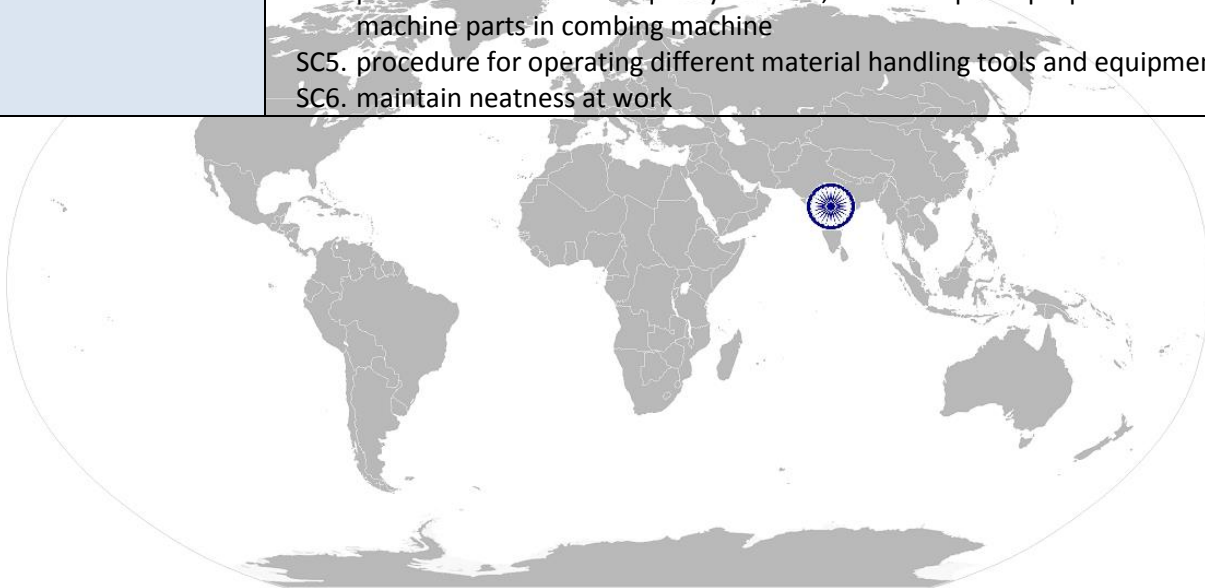 machine parts in combing machine
SC5. procedure for operating different material handling tools and equipmen
SC6. maintain neatness at work